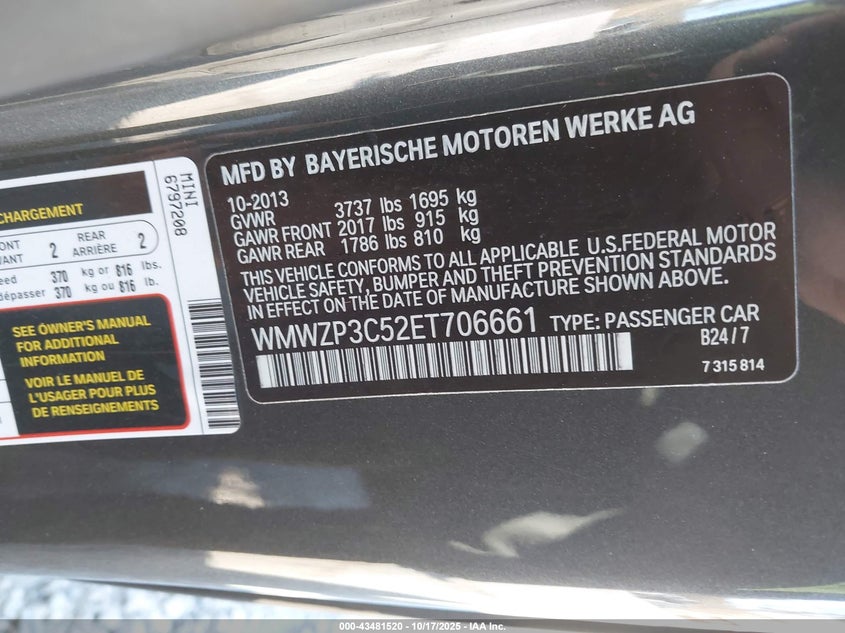 MFD BY BAYERISCHE MOTOREN WERKE AG
10-2013
GVWR 3737 lbs 1695 kg
GAWR FRONT 2017 lbs 915 kg
GAWR REAR 1786 lbs 810 kg
THIS VEHICLE CONFORMS TO ALL APPLICABLE U.S.FEDERAL MOTOR
VEHICLE SAFETY, BUMPER AND THEFT PREVENTION STANDARDS
IN EFFECT ON THE DATE OF MANUFACTURE SHOWN ABOVE.
WMWZP3C52ET706661 TYPE: PASSENGER CAR
B24/7
7315814
MINI
6797208
CHARGEMENT
2 REAR ARRIÈRE 2
370 kg or 816 lbs.
dépasser 370 kg ou 816 lb.
SEE OWNER'S MANUAL
FOR ADDITIONAL
INFORMATION
VOIR LE MANUEL DE
L'USAGER POUR PLUS
DE RENSEIGNEMENTS
000-43481520 - 10/17/2025 - IAA Inc.